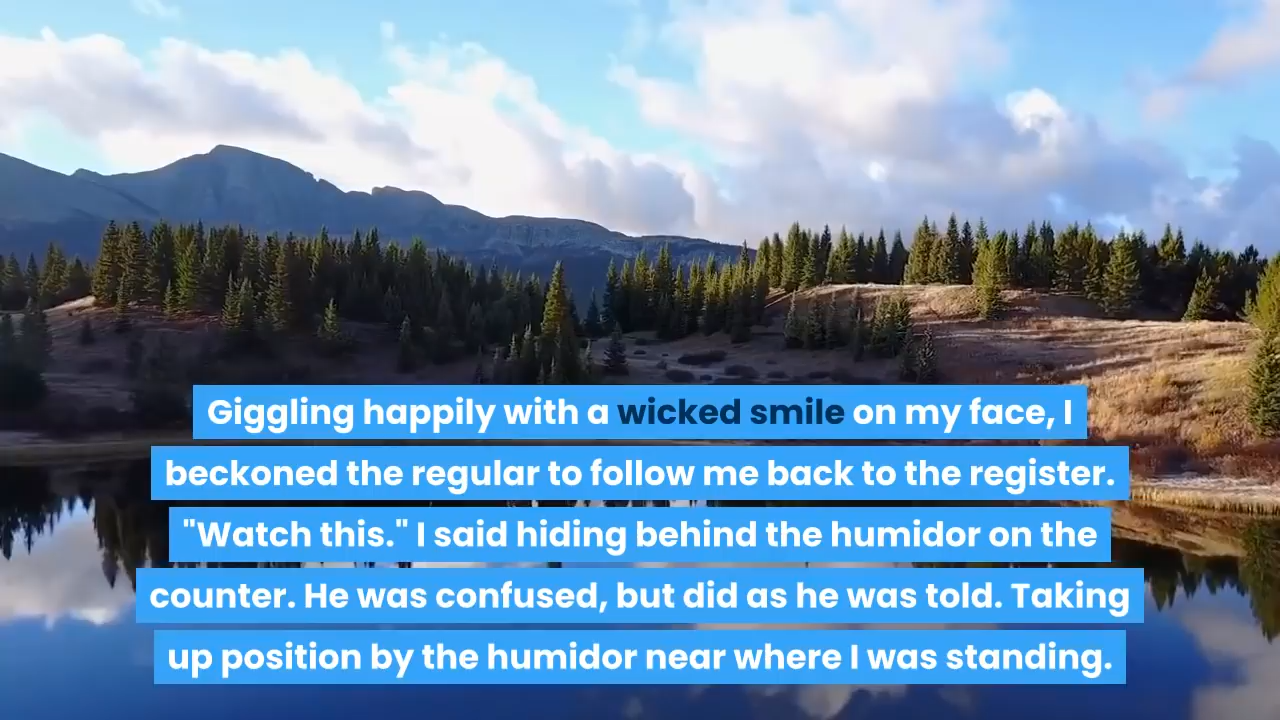 Giggling happily with a wicked smile on my face, I
beckoned the regular to follow me back to the register.
"Watch this." I said hiding behind the humidor on the
counter. He was confused, but did as he was told. Taking
up position by the humidor near where I was standing.